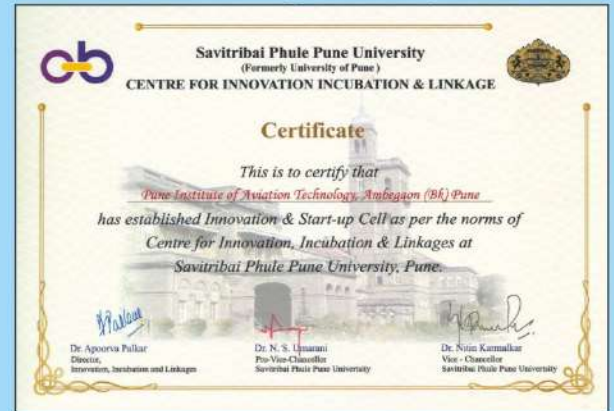 Savitribai Phule Pune University
(Formerly University of Pune)
CENTRE FOR INNOVATION INCUBATION & LINKAGE
Certificate
This is to certify that
Pune Institute of Aviation Technology, Ambegaon (Bk) Pune
has established Innovation & Start-up Cell as per the norms of
Centre for Innovation, Incubation & Linkages at
Savitribai Phule Pune University, Pune.
Dr. Apoorva Palkar
Director,
Innovation, Incubation and Linkages
Dr. N. S. Umarani
Pro-Vice-Chancellor
Savitribai Phule Pune University
Dr. Nitin Karmalkar
Vice - Chancellor
Savitribai Phule Pune University